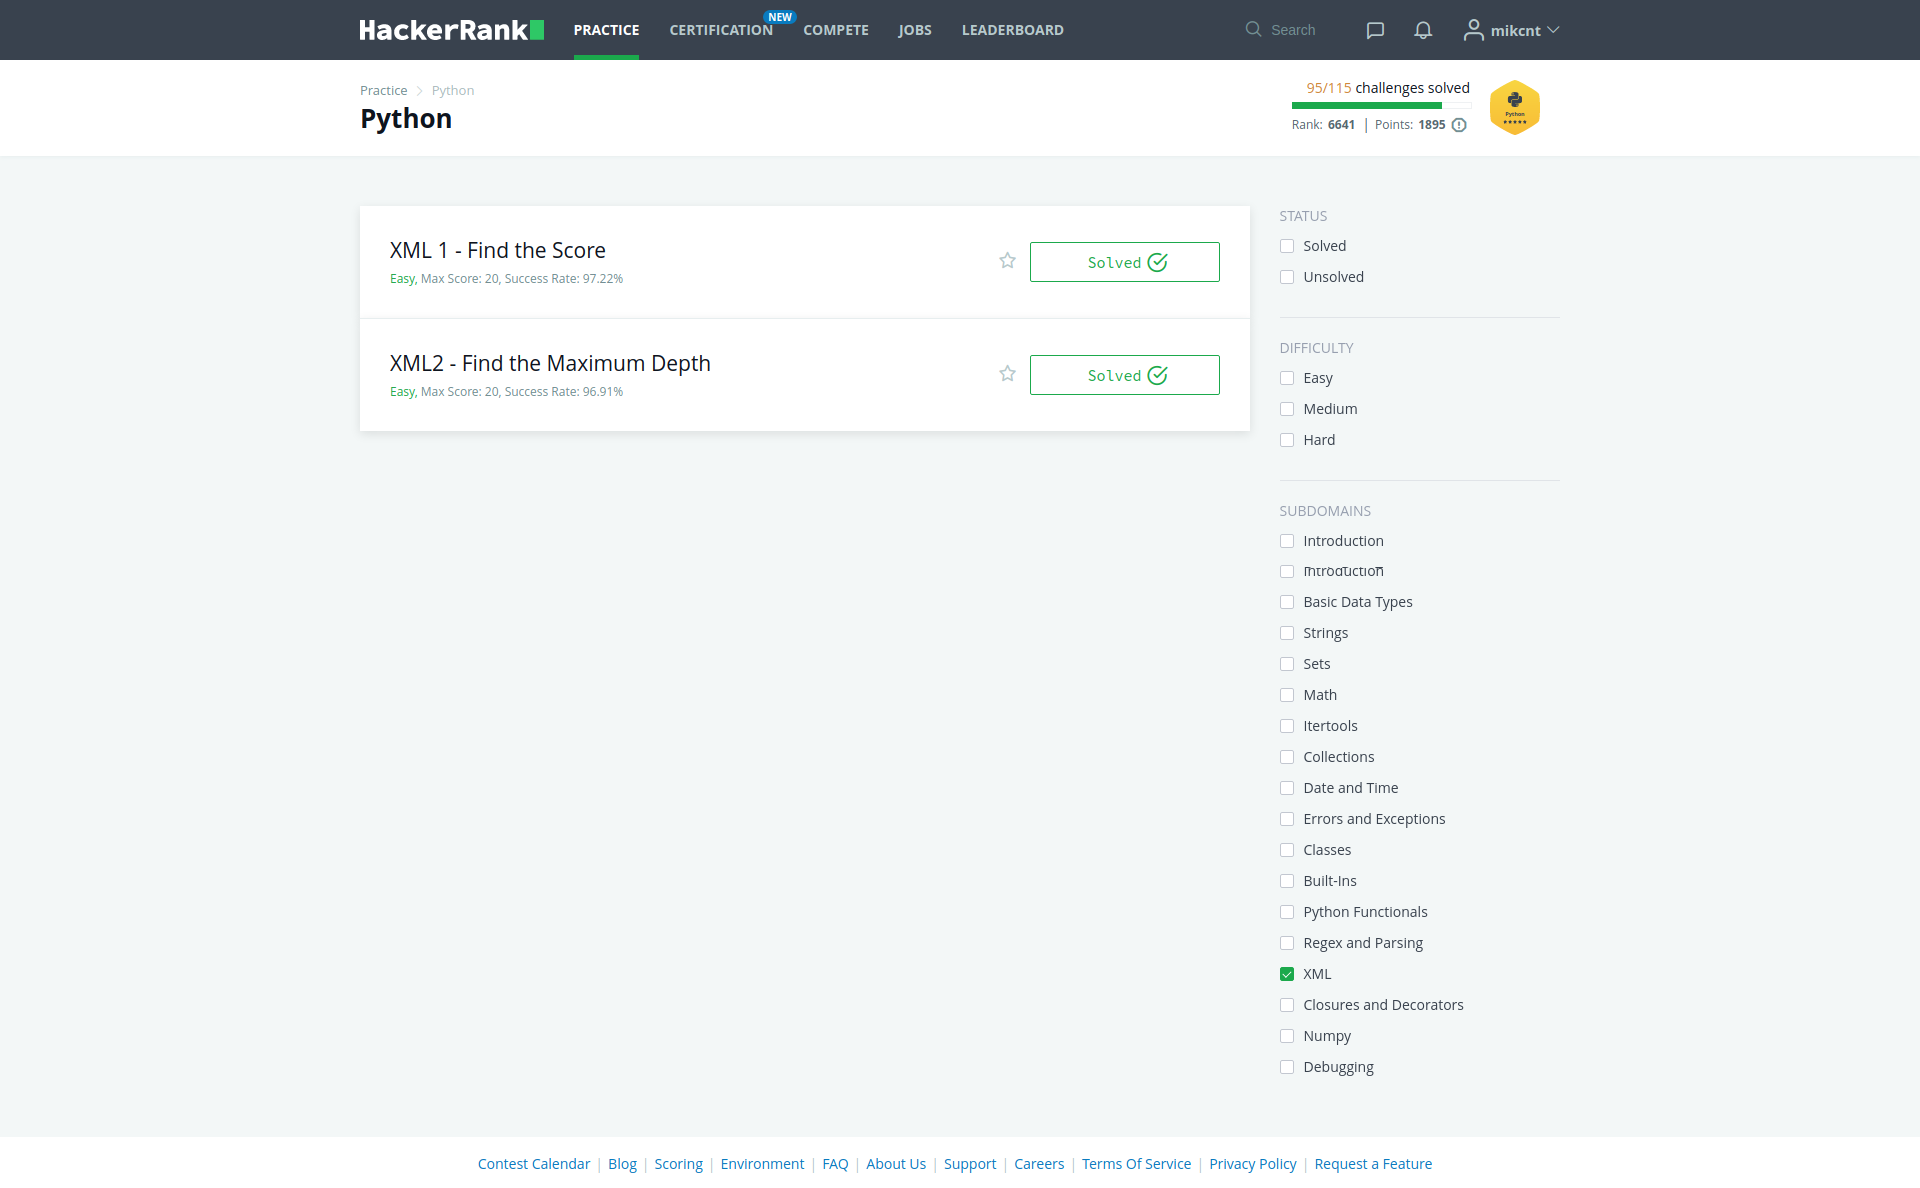 HackerRank PRACTICE CERTIFICATION NEW COMPETE JOBS LEADERBOARD Search mikcnt
Practice Python
Python
95/115 challenges solved
Rank: 6641 | Points: 1895
Python
XML 1 - Find the Score
Easy, Max Score: 20, Success Rate: 97.22%
Solved
XML2 - Find the Maximum Depth
Easy, Max Score: 20, Success Rate: 96.91%
Solved
STATUS
Solved
Unsolved
DIFFICULTY
Easy
Medium
Hard
SUBDOMAINS
Introduction
Introduction
Basic Data Types
Strings
Sets
Math
Itertools
Collections
Date and Time
Errors and Exceptions
Classes
Built-Ins
Python Functionals
Regex and Parsing
XML
Closures and Decorators
Numpy
Debugging
Contest Calendar | Blog | Scoring | Environment | FAQ | About Us | Support | Careers | Terms Of Service | Privacy Policy | Request a Feature